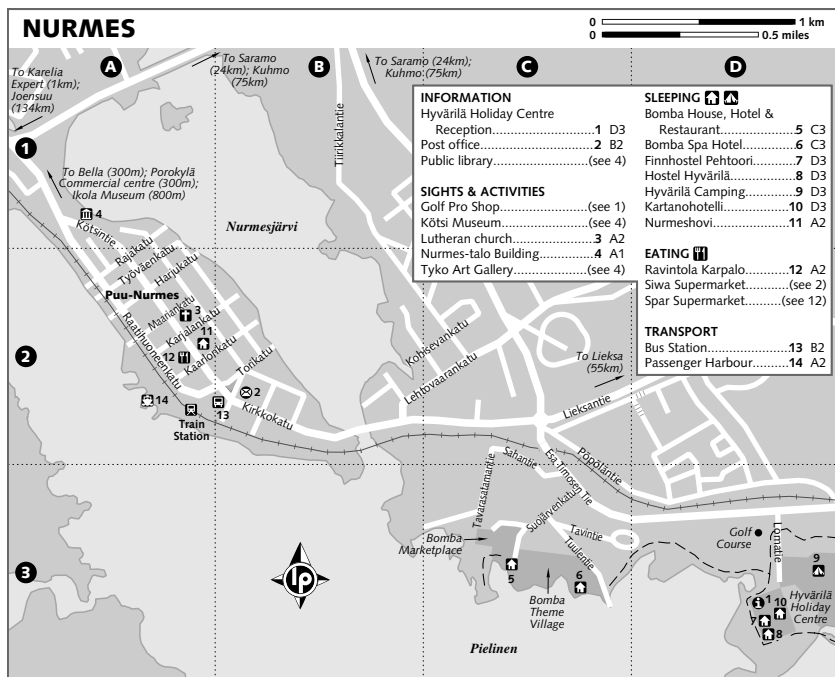 NURMES
0 1 km
0 0.5 miles
A
B
C
D
1
2
3
To Karelia
Expert (1km);
Joensuu
(134km)
To Saramo
(24km); Kuhmo
(75km)
To Saramo (24km);
Kuhmo (75km)
To Bella (300m); Porokylä
Commercial centre (300m);
Ikola Museum (800m)
INFORMATION
Hyvärilä Holiday Centre
Reception..................1 D3
Post office..................2 B2
Public library..................(see 4)
SIGHTS & ACTIVITIES
Golf Pro Shop..................(see 1)
Kötsi Museum..................(see 4)
Lutheran church..................3 A2
Nurmes-talo Building..................4 A1
Tyko Art Gallery..................(see 4)
SLEEPING
Bomba House, Hotel &
Restaurant..................5 C3
Bomba Spa Hotel..................6 C3
Finnhostel Pehtoori..................7 D3
Hostel Hyvärilä..................8 D3
Hyvärilä Camping..................9 D3
Kartanohotelli..................10 D3
Nurmeshovi..................11 A2
EATING
Ravintola Karpalo..................12 A2
Siwa Supermarket..................(see 2)
Spar Supermarket..................(see 12)
TRANSPORT
Bus Station..................13 B2
Passenger Harbour..................14 A2
Tiirikkalantie
Nurmesjärvi
4
Kötsintie
Rajakatu
Työväenkatu
Harjukatu
Puu-Nurmes
Maariankatu
3
Karjalankatu
11
Raatihuoneenkatu
12
Kaarlonkatu
Torikatu
2
14
13
Kirkkokatu
Train
Station
Kobisevankatu
Lehtovaarankatu
To Lieksa
(55km)
Lieksantie
Sahantie
Esa Timosen Tie
Pöpöläntie
Tavarasatamantie
Suojärvenkatu
Tavintie
Tuulentie
Bomba
Marketplace
5
6
Bomba
Theme
Village
Golf
Course
Lomatie
9
1
10
7
8
Hyvärilä
Holiday
Centre
lp
Pielinen